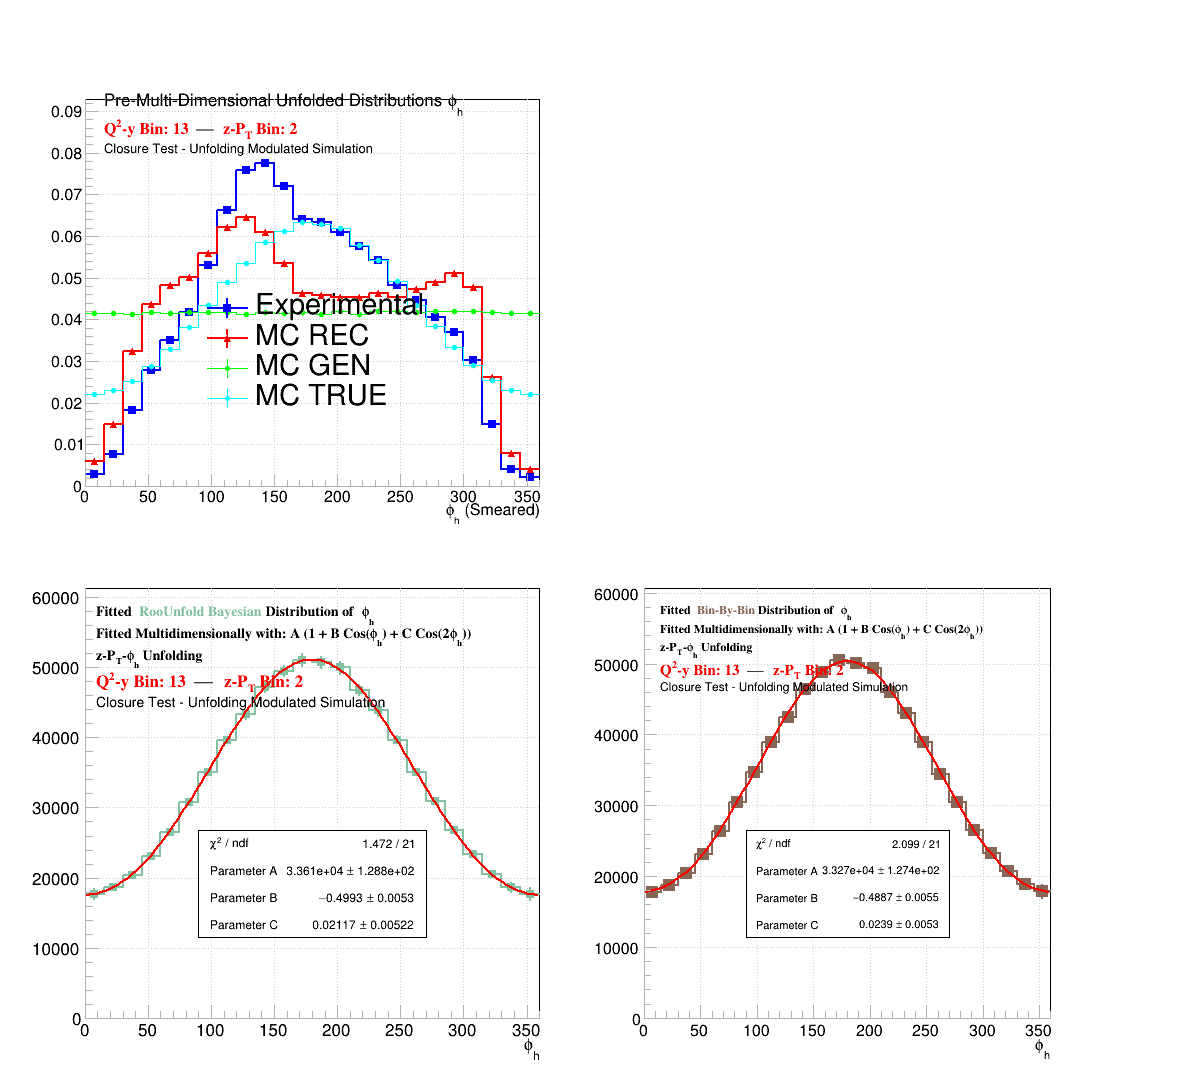 Pre-Multi-Dimensional Unfolded Distributions ϕh
Q²-y Bin: 13 — z-PT Bin: 2
Closure Test - Unfolding Modulated Simulation
0.09
0.08
0.07
0.06
0.05
0.04
0.03
0.02
0.01
0
Experimental
MC REC
MC GEN
MC TRUE
0 50 100 150 200 250 300 350
ϕh (Smeared)
Fitted RooUnfold Bayesian Distribution of ϕh
Fitted Multidimensionally with: A (1 + B Cos(ϕh) + C Cos(2ϕh))
z-PT-ϕh Unfolding
Q²-y Bin: 13 — z-PT Bin: 2
Closure Test - Unfolding Modulated Simulation
60000
50000
40000
30000
20000
10000
0
χ² / ndf 1.472 / 21
Parameter A 3.361e+04 ± 1.288e+02
Parameter B −0.4993 ± 0.0053
Parameter C 0.02117 ± 0.00522
0 50 100 150 200 250 300 350
ϕh
Fitted Bin-By-Bin Distribution of ϕh
Fitted Multidimensionally with: A (1 + B Cos(ϕh) + C Cos(2ϕh))
z-PT-ϕh Unfolding
Q²-y Bin: 13 — z-PT Bin: 2
Closure Test - Unfolding Modulated Simulation
60000
50000
40000
30000
20000
10000
0
χ² / ndf 2.099 / 21
Parameter A 3.327e+04 ± 1.274e+02
Parameter B −0.4887 ± 0.0055
Parameter C 0.0239 ± 0.0053
0 50 100 150 200 250 300 350
ϕh